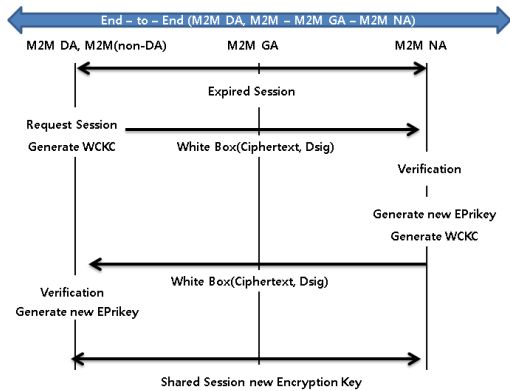 End – to – End (M2M DA, M2M – M2M GA – M2M NA)
M2M DA, M2M(non-DA) M2M GA M2M NA
Expired Session
Request Session
Generate WCKC White Box(Ciphertext, Dsig)
Verification
Generate new EPrikey
Generate WCKC
White Box(Ciphertext, Dsig)
Verification
Generate new EPrikey
Shared Session new Encryption Key